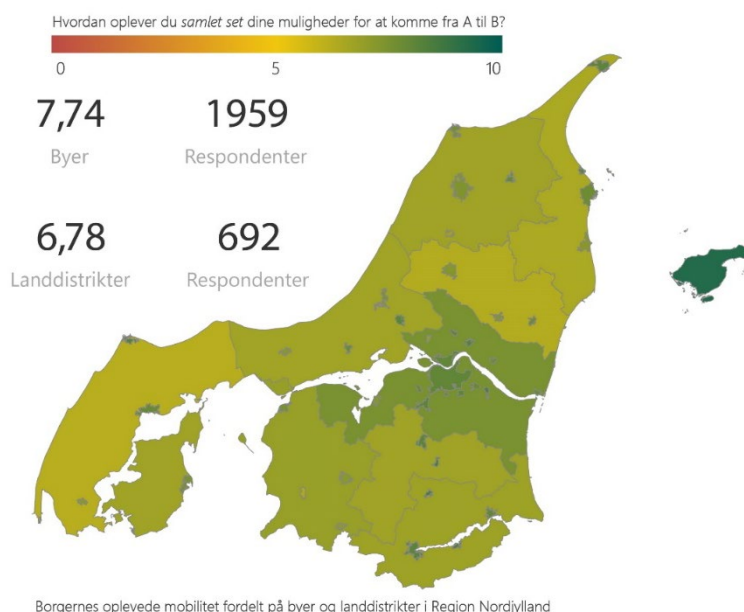 Hvordan oplever du samlet set dine muligheder for at komme fra A til B?
0 5 10
7,74 1959
Byer Respondenter
6,78 692
Landdistrikter Respondenter
Borgernes oplevede mobilitet fordelt på byer og landdistrikter i Region Nordjylland